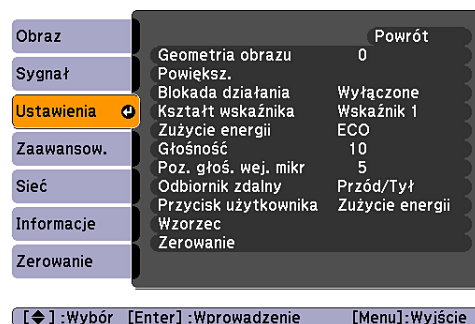 Obraz
Sygnał
Ustawienia
Zaawansow.
Sieć
Informacje
Zerowanie
Powrót
Geometria obrazu 0
Powiększ.
Blokada działania Wyłączone
Kształt wskaźnika Wskaźnik 1
Zużycie energii ECO
Głośność 10
Poz. głoś. wej. mikr 5
Odbiornik zdalny Przód/Tył
Przycisk użytkownika Zużycie energii
Wzorzec
Zerowanie
[◆] :Wybór [Enter] :Wprowadzenie [Menu]:Wyjście